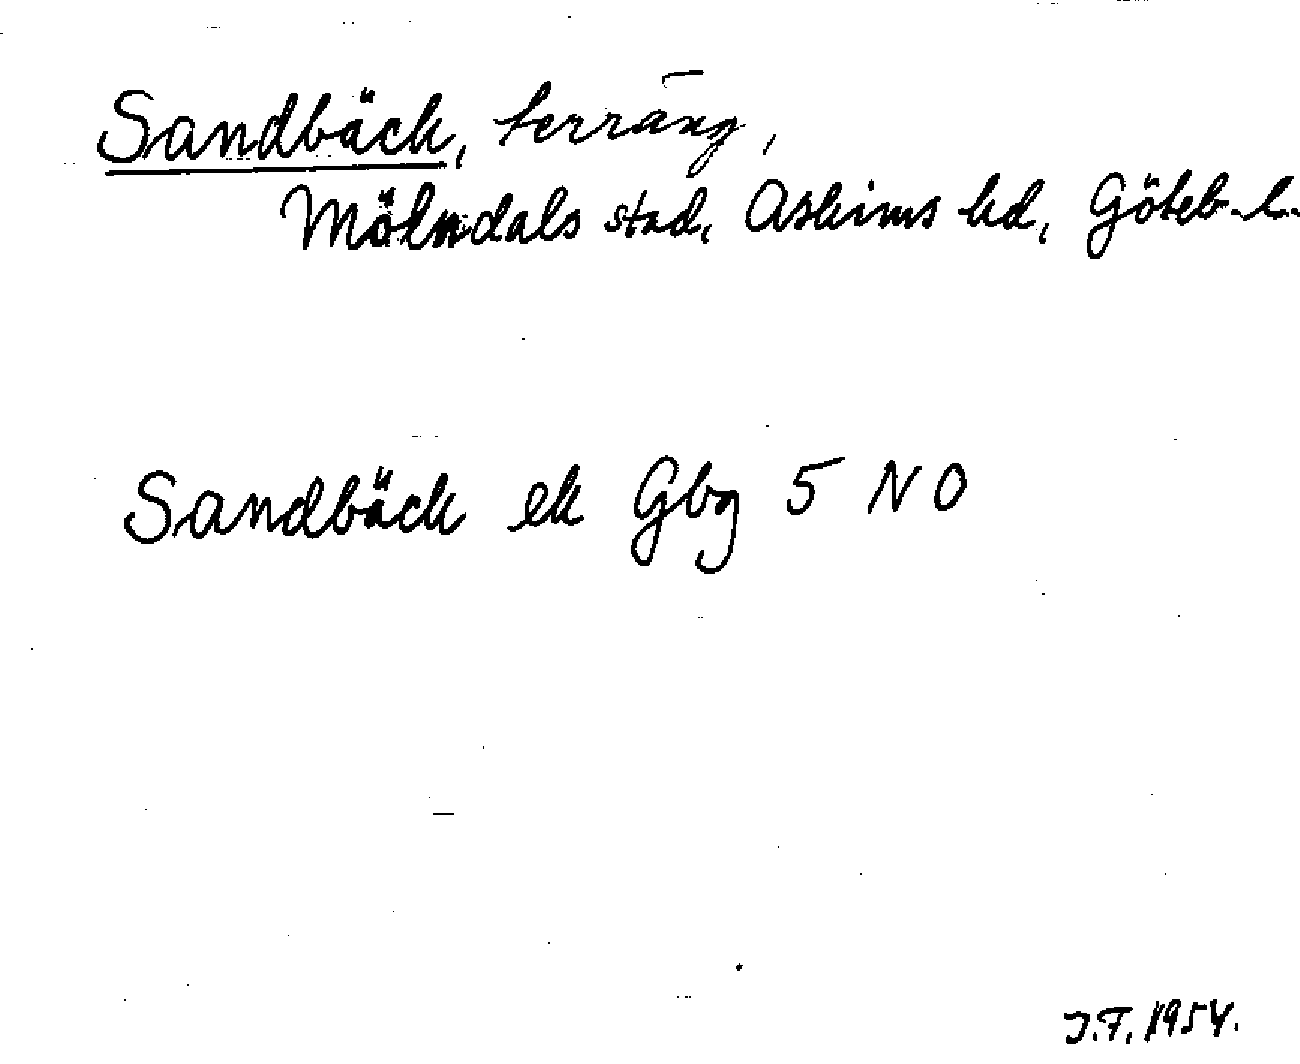 Sandbäck, terräng,
Mölndals stad, Askims hd, Göteb. l.
Sandbäck ek Gbg 5 NO
J.F. 1954.